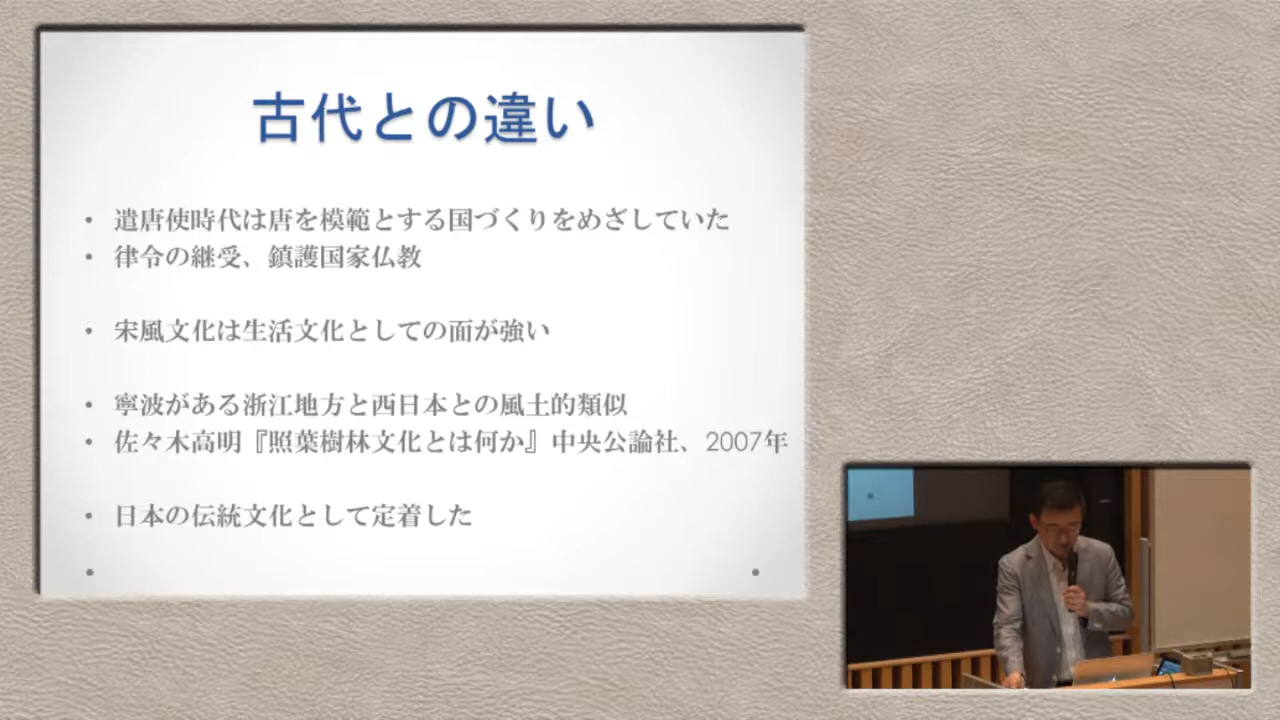 古代との違い
• 遣唐使時代は唐を模範とする国づくりをめざしていた
• 律令の継受、鎮護国家仏教
• 宋風文化は生活文化としての面が強い
• 寧波がある浙江地方と西日本との風土的類似
• 佐々木高明『照葉樹林文化とは何か』中央公論社、2007年
• 日本の伝統文化として定着した